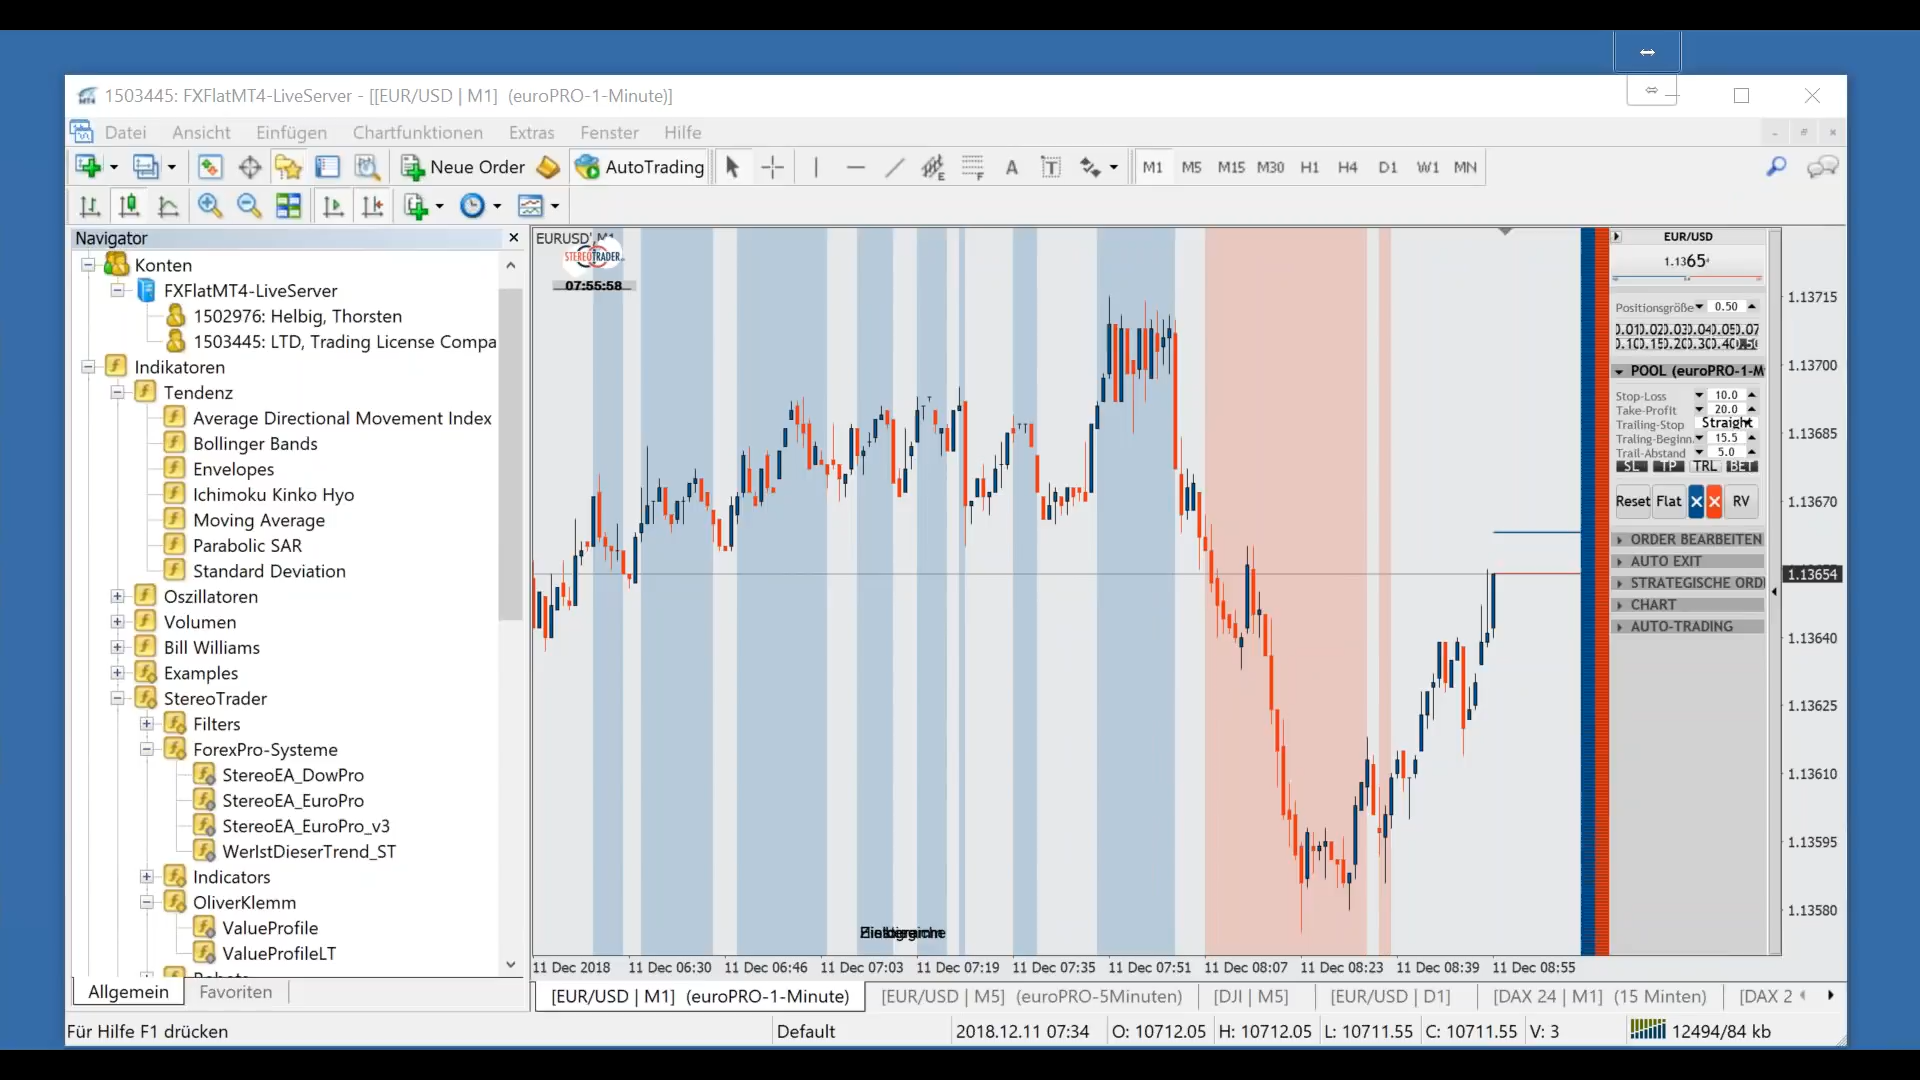 1503445: FXFlatMT4-LiveServer - [[EUR/USD | M1] (euroPRO-1-Minute)]
Datei Ansicht Einfügen Chartfunktionen Extras Fenster Hilfe
Neue Order AutoTrading M1 M5 M15 M30 H1 H4 D1 W1 MN
Navigator
Konten
FXFlatMT4-LiveServer
1502976: Helbig, Thorsten
1503445: LTD, Trading License Compa
Indikatoren
Tendenz
Average Directional Movement Index
Bollinger Bands
Envelopes
Ichimoku Kinko Hyo
Moving Average
Parabolic SAR
Standard Deviation
Oszillatoren
Volumen
Bill Williams
Examples
StereoTrader
Filters
ForexPro-Systeme
StereoEA_DowPro
StereoEA_EuroPro
StereoEA_EuroPro_v3
WerIstDieserTrend_ST
Indicators
OliverKlemm
ValueProfile
ValueProfileLT
Allgemein Favoriten
EURUSD, M1
STEREOTRADER
07:55:58
11 Dec 2018 11 Dec 06:30 11 Dec 06:46 11 Dec 07:03 11 Dec 07:19 11 Dec 07:35 11 Dec 07:51 11 Dec 08:07 11 Dec 08:23 11 Dec 08:39 11 Dec 08:55
EUR/USD
1.13654
Positionsgröße 0.50
POOL (euroPRO-1-M
Stop-Loss 10.0
Take-Profit 20.0
Trailing-Stop Straight
Traling-Beginn 15.5
Trail-Abstand 5.0
SL TP TRL BET
Reset Flat X X RV
ORDER BEARBEITEN
AUTO EXIT
STRATEGISCHE ORD
CHART
AUTO-TRADING
1.13715
1.13700
1.13685
1.13670
1.13654
1.13640
1.13625
1.13610
1.13595
1.13580
[EUR/USD | M1] (euroPRO-1-Minute) [EUR/USD | M5] (euroPRO-5Minuten) [DJI | M5] [EUR/USD | D1] [DAX 24 | M1] (15 Minten) [DAX 2
Für Hilfe F1 drücken Default 2018.12.11 07:34 O: 10712.05 H: 10712.05 L: 10711.55 C: 10711.55 V: 3 12494/84 kb